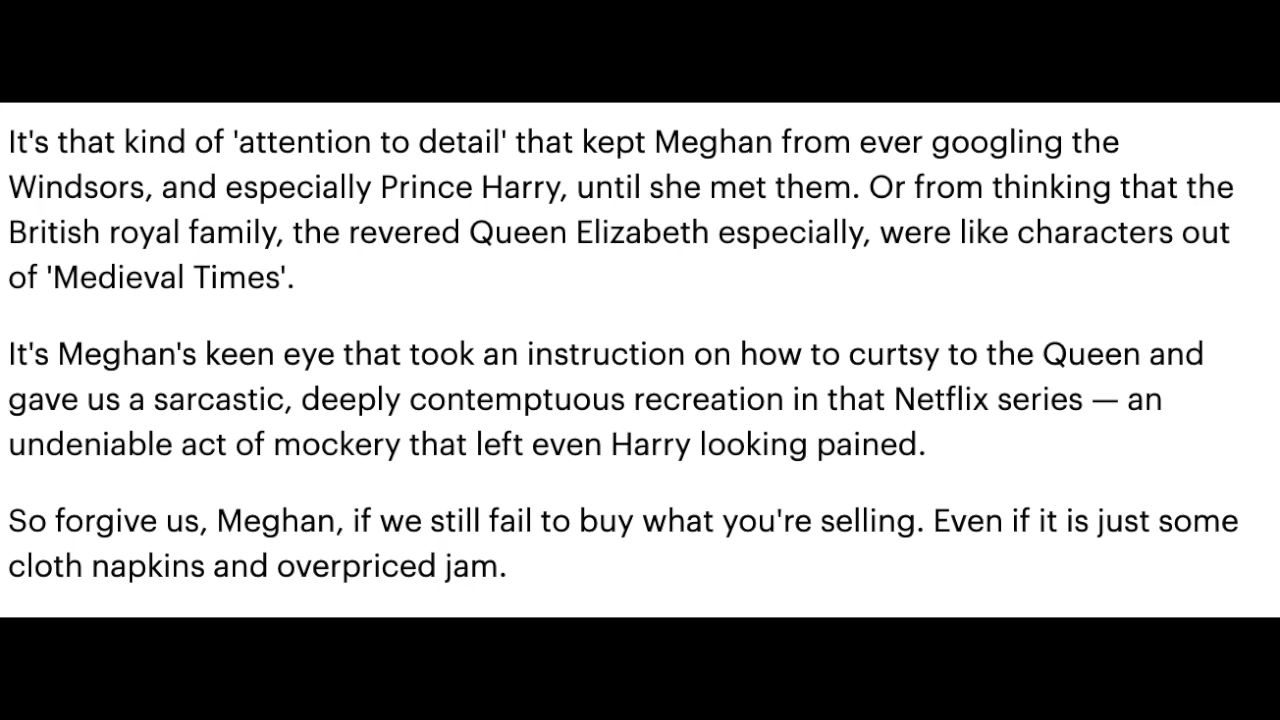 It's that kind of 'attention to detail' that kept Meghan from ever googling the
Windsors, and especially Prince Harry, until she met them. Or from thinking that the
British royal family, the revered Queen Elizabeth especially, were like characters out
of 'Medieval Times'.
It's Meghan's keen eye that took an instruction on how to curtsy to the Queen and
gave us a sarcastic, deeply contemptuous recreation in that Netflix series — an
undeniable act of mockery that left even Harry looking pained.
So forgive us, Meghan, if we still fail to buy what you're selling. Even if it is just some
cloth napkins and overpriced jam.